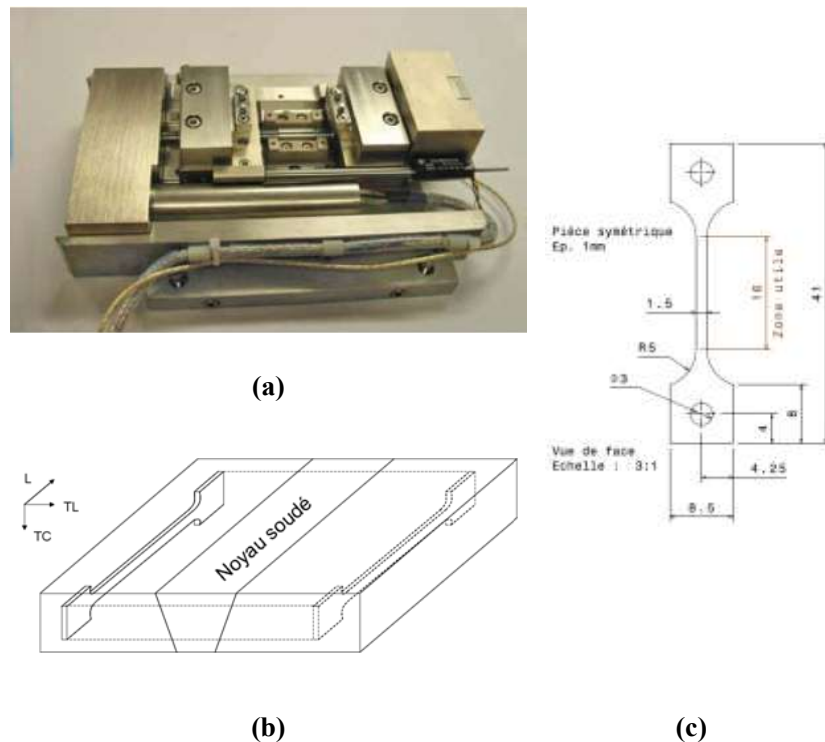 (a)
L
TL
TC
Noyau soudé
(b)
Pièce symétrique
Ep. 1mm
1.5
16
Zone utile
41
R5
Ø3
8
4
Vue de face
Echelle : 3:1
4.25
8.5
(c)